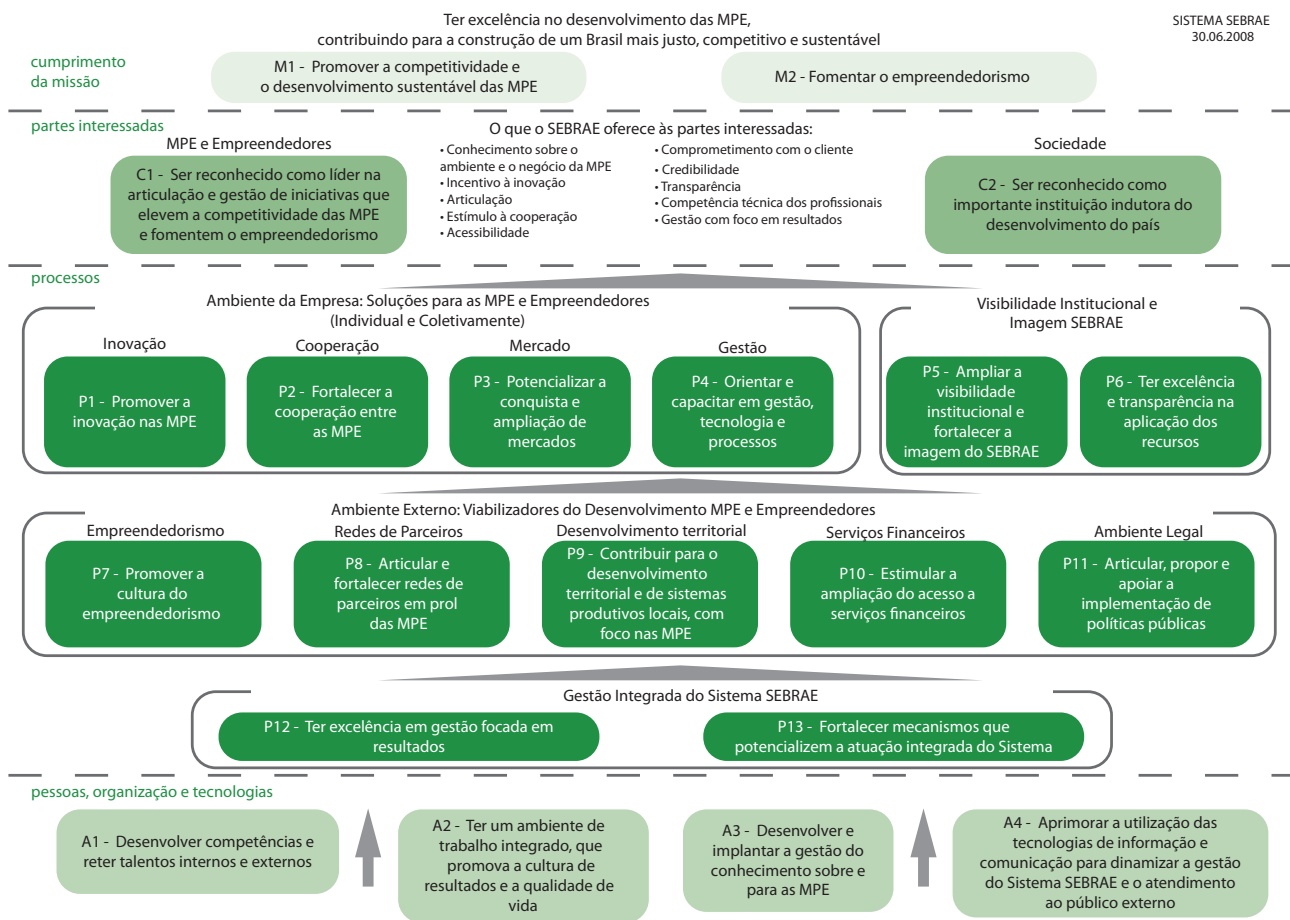 Ter excelência no desenvolvimento das MPE,
contribuindo para a construção de um Brasil mais justo, competitivo e sustentável
SISTEMA SEBRAE
30.06.2008
cumprimento
da missão
M1 - Promover a competitividade e
o desenvolvimento sustentável das MPE
M2 - Fomentar o empreendedorismo
partes interessadas
MPE e Empreendedores
C1 - Ser reconhecido como líder na
articulação e gestão de iniciativas que
elevem a competitividade das MPE
e fomentem o empreendedorismo
O que o SEBRAE oferece às partes interessadas:
• Conhecimento sobre o
ambiente e o negócio da MPE
• Incentivo à inovação
• Articulação
• Estímulo à cooperação
• Acessibilidade
• Comprometimento com o cliente
• Credibilidade
• Transparência
• Competência técnica dos profissionais
• Gestão com foco em resultados
Sociedade
C2 - Ser reconhecido como
importante instituição indutora do
desenvolvimento do país
processos
Ambiente da Empresa: Soluções para as MPE e Empreendedores
(Individual e Coletivamente)
Inovação
P1 - Promover a
inovação nas MPE
Cooperação
P2 - Fortalecer a
cooperação entre
as MPE
Mercado
P3 - Potencializar a
conquista e
ampliação de
mercados
Gestão
P4 - Orientar e
capacitar em gestão,
tecnologia e
processos
Visibilidade Institucional e
Imagem SEBRAE
P5 - Ampliar a
visibilidade
institucional e
fortalecer a
imagem do SEBRAE
P6 - Ter excelência
e transparência na
aplicação dos
recursos
Ambiente Externo: Viabilizadores do Desenvolvimento MPE e Empreendedores
Empreendedorismo
P7 - Promover a
cultura do
empreendedorismo
Redes de Parceiros
P8 - Articular e
fortalecer redes de
parceiros em prol
das MPE
Desenvolvimento territorial
P9 - Contribuir para o
desenvolvimento
territorial e de sistemas
produtivos locais, com
foco nas MPE
Serviços Financeiros
P10 - Estimular a
ampliação do acesso a
serviços financeiros
Ambiente Legal
P11 - Articular, propor e
apoiar a
implementação de
políticas públicas
Gestão Integrada do Sistema SEBRAE
P12 - Ter excelência em gestão focada em
resultados
P13 - Fortalecer mecanismos que
potencializem a atuação integrada do Sistema
pessoas, organização e tecnologias
A1 - Desenvolver competências e
reter talentos internos e externos
A2 - Ter um ambiente de
trabalho integrado, que
promova a cultura de
resultados e a qualidade de
vida
A3 - Desenvolver e
implantar a gestão do
conhecimento sobre e
para as MPE
A4 - Aprimorar a utilização das
tecnologias de informação e
comunicação para dinamizar a gestão
do Sistema SEBRAE e o atendimento
ao público externo